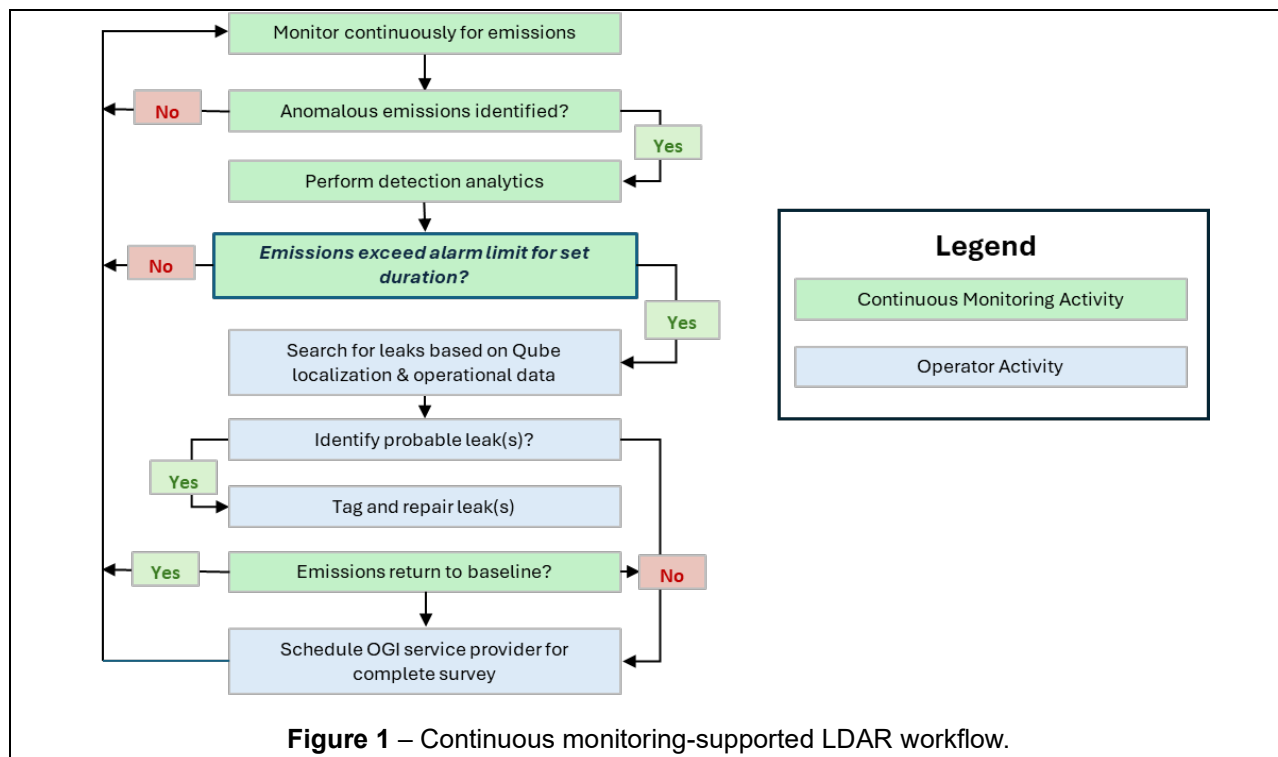 Monitor continuously for emissions
No
Anomalous emissions identified?
Yes
Perform detection analytics
No
Emissions exceed alarm limit for set
duration?
Yes
Search for leaks based on Qube
localization & operational data
Identify probable leak(s)?
Yes
Tag and repair leak(s)
Yes
Emissions return to baseline?
No
Schedule OGI service provider for
complete survey
Legend
Continuous Monitoring Activity
Operator Activity
Figure 1 – Continuous monitoring-supported LDAR workflow.